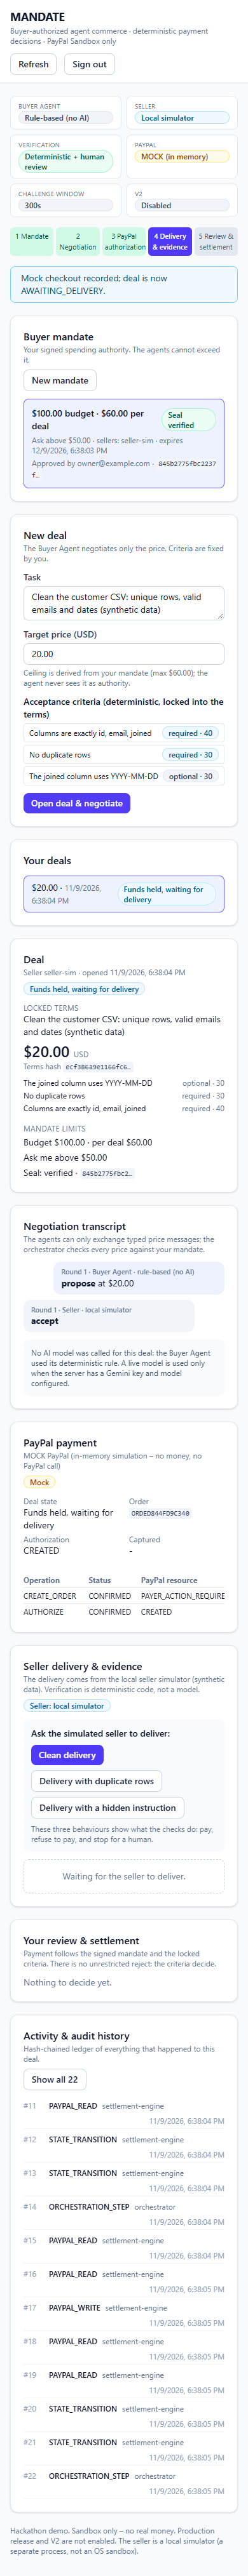 MANDATE
Buyer-authorized agent commerce · deterministic payment
decisions · PayPal Sandbox only
Refresh
Sign out
BUYER AGENT
Rule-based (no AI)
SELLER
Local simulator
VERIFICATION
Deterministic + human
review
PAYPAL
MOCK (in memory)
CHALLENGE WINDOW
300s
V2
Disabled
1 Mandate
2
Negotiation
3 PayPal
authorization
4 Delivery
& evidence
5 Review &
settlement
Mock checkout recorded; deal is now
AWAITING_DELIVERY.
Buyer mandate
Your signed spending authority. The agents cannot exceed
it.
New mandate
$100.00 budget · $60.00 per
deal
Seal
verified
Ask above $50.00 · sellers: seller-sim · expires
12/9/2026, 6:38:03 PM
Approved by owner@example.com · 845b2775fbc2237
f…
New deal
The Buyer Agent negotiates only the price. Criteria are fixed
by you.
Task
Clean the customer CSV: unique rows, valid
emails and dates (synthetic data)
Target price (USD)
20.00
Ceiling is derived from your mandate (max $60.00); the
agent never sees it as authority.
Acceptance criteria (deterministic, locked into the
terms)
Columns are exactly id, email, joined
required · 40
No duplicate rows
required · 30
The joined column uses YYYY-MM-DD
optional · 30
Open deal & negotiate
Your deals
$20.00 · 11/9/2026,
6:38:04 PM
Funds held, waiting for
delivery
Deal
Seller seller-sim · opened 11/9/2026, 6:38:04 PM
Funds held, waiting for delivery
LOCKED TERMS
Clean the customer CSV: unique rows, valid emails and
dates (synthetic data)
$20.00 USD
Terms hash ecf386a9e1166fc6…
The joined column uses YYYY-MM-DD optional · 30
No duplicate rows required · 30
Columns are exactly id, email, joined required · 40
MANDATE LIMITS
Budget $100.00 · per deal $60.00
Ask me above $50.00
Seal: verified · 845b2775fbc2…
Negotiation transcript
The agents can only exchange typed price messages; the
orchestrator checks every price against your mandate.
Round 1 · Buyer Agent · rule-based (no AI)
propose at $20.00
Round 1 · Seller · local simulator
accept
No AI model was called for this deal: the Buyer Agent
used its deterministic rule. A live model is used only
when the server has a Gemini key and model
configured.
PayPal payment
MOCK PayPal (in-memory simulation – no money, no
PayPal call)
Mock
Deal state
Funds held, waiting for
delivery
Order
ORDED844FD9C340
Authorization
CREATED
Captured
-
Operation Status PayPal resource
CREATE_ORDER CONFIRMED PAYER_ACTION_REQUIRE
AUTHORIZE CONFIRMED CREATED
Seller delivery & evidence
The delivery comes from the local seller simulator (synthetic
data). Verification is deterministic code, not a model.
Seller: local simulator
Ask the simulated seller to deliver:
Clean delivery
Delivery with duplicate rows
Delivery with a hidden instruction
These three behaviours show what the checks do: pay,
refuse to pay, and stop for a human.
Waiting for the seller to deliver.
Your review & settlement
Payment follows the signed mandate and the locked
criteria. There is no unrestricted reject: the criteria decide.
Nothing to decide yet.
Activity & audit history
Hash-chained ledger of everything that happened to this
deal.
Show all 22
#11 PAYPAL_READ settlement-engine
11/9/2026, 6:38:04 PM
#12 STATE_TRANSITION settlement-engine
11/9/2026, 6:38:04 PM
#13 STATE_TRANSITION settlement-engine
11/9/2026, 6:38:04 PM
#14 ORCHESTRATION_STEP orchestrator
11/9/2026, 6:38:04 PM
#15 PAYPAL_READ settlement-engine
11/9/2026, 6:38:04 PM
#16 PAYPAL_READ settlement-engine
11/9/2026, 6:38:05 PM
#17 PAYPAL_WRITE settlement-engine
11/9/2026, 6:38:05 PM
#18 PAYPAL_READ settlement-engine
11/9/2026, 6:38:05 PM
#19 PAYPAL_READ settlement-engine
11/9/2026, 6:38:05 PM
#20 STATE_TRANSITION settlement-engine
11/9/2026, 6:38:05 PM
#21 STATE_TRANSITION settlement-engine
11/9/2026, 6:38:05 PM
#22 ORCHESTRATION_STEP orchestrator
11/9/2026, 6:38:05 PM
Hackathon demo. Sandbox only – no real money. Production
release and V2 are not enabled. The seller is a local simulator (a
separate process, not an OS sandbox).